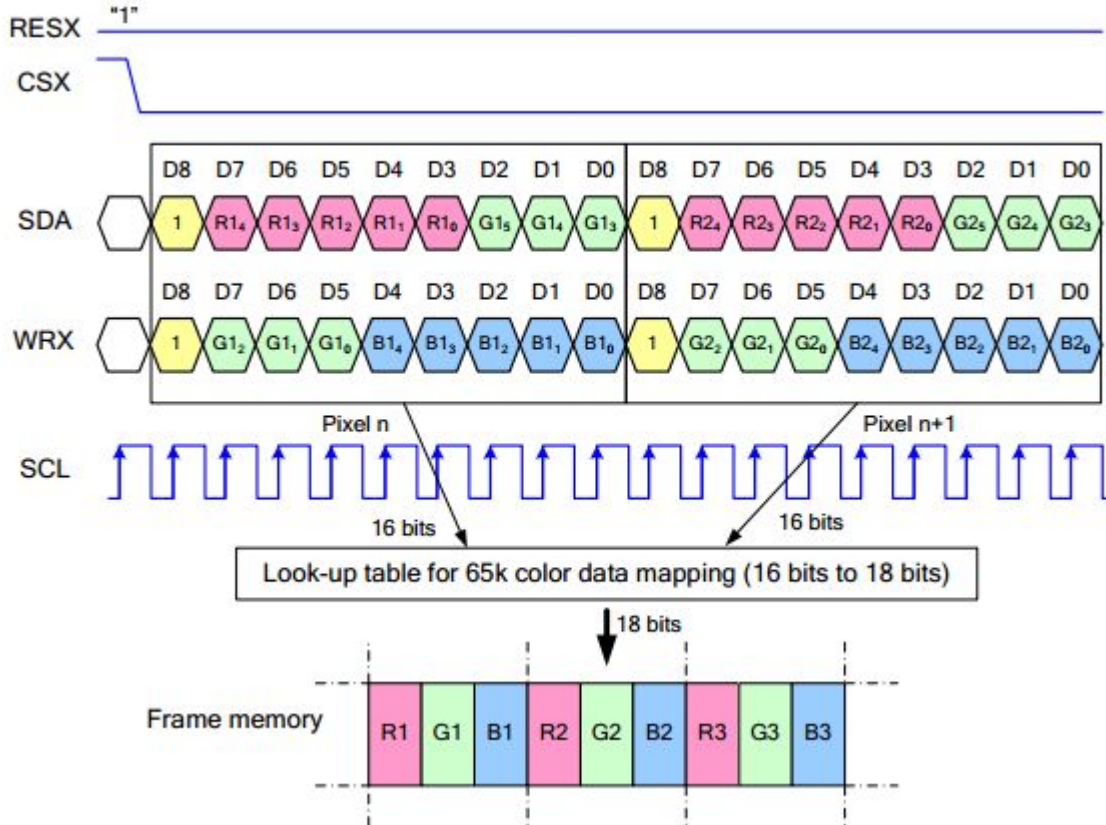 “1”
RESX
CSX
D8 D7 D6 D5 D4 D3 D2 D1 D0 D8 D7 D6 D5 D4 D3 D2 D1 D0
SDA 1 R1₄ R1₃ R1₂ R1₁ R1₀ G1₅ G1₄ G1₃ 1 R2₄ R2₃ R2₂ R2₁ R2₀ G2₅ G2₄ G2₃
D8 D7 D6 D5 D4 D3 D2 D1 D0 D8 D7 D6 D5 D4 D3 D2 D1 D0
WRX 1 G1₂ G1₁ G1₀ B1₄ B1₃ B1₂ B1₁ B1₀ 1 G2₂ G2₁ G2₀ B2₄ B2₃ B2₂ B2₁ B2₀
Pixel n Pixel n+1
SCL
16 bits 16 bits
Look-up table for 65k color data mapping (16 bits to 18 bits)
18 bits
Frame memory R1 G1 B1 R2 G2 B2 R3 G3 B3